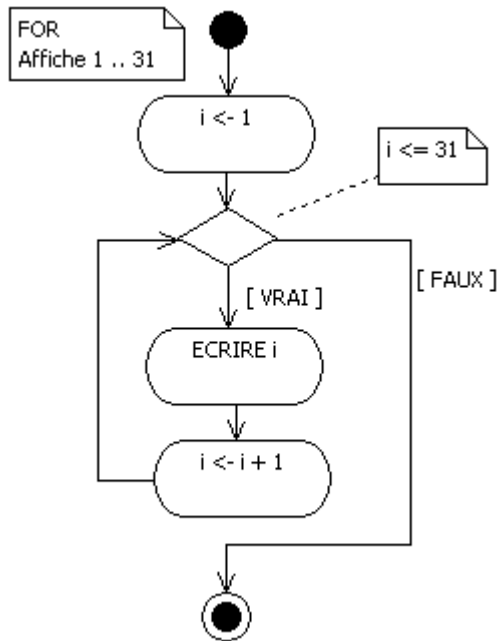 FOR
Affiche 1 .. 31
i <- 1
i <= 31
[ FAUX ]
[ VRAI ]
ECRIRE i
i <- i + 1